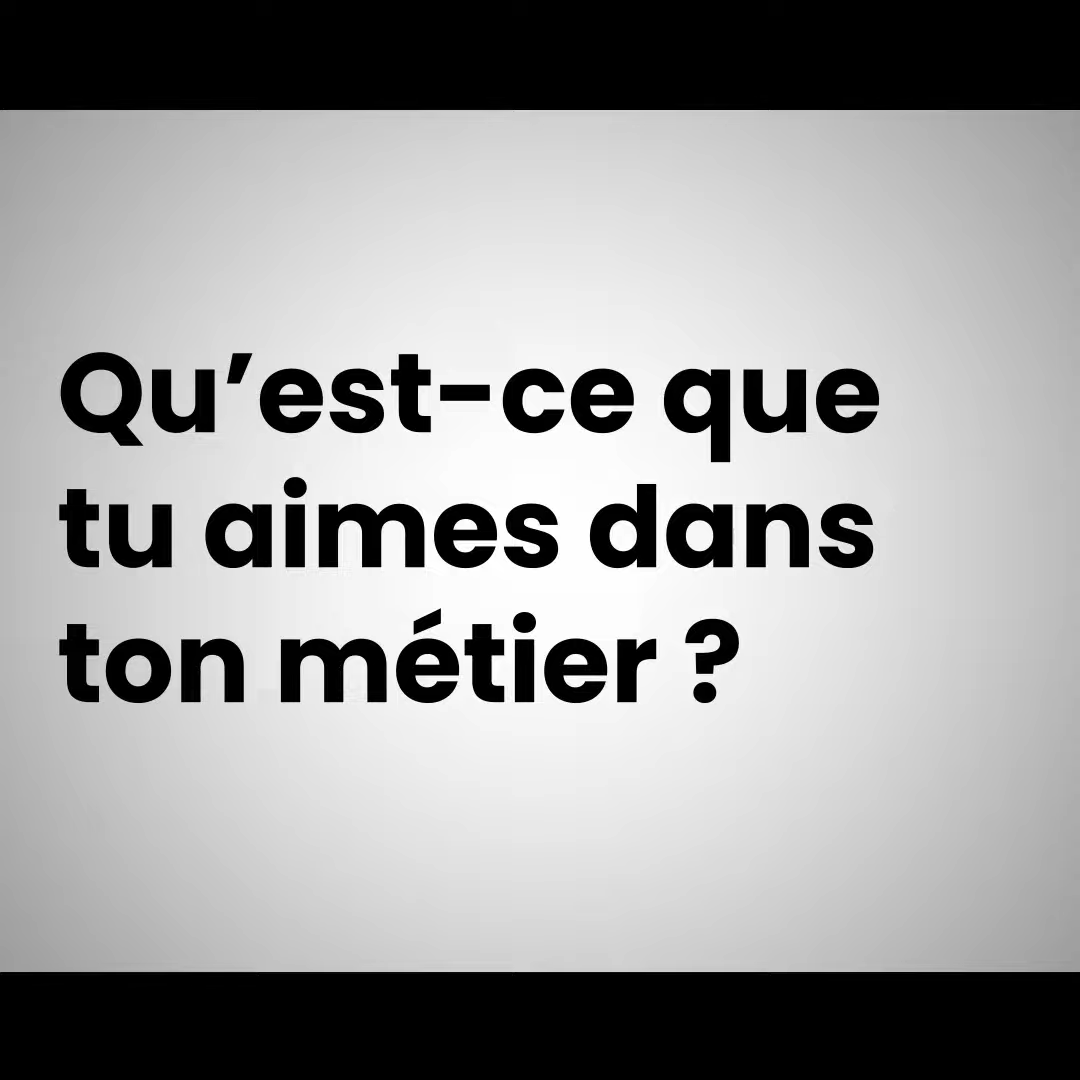 Qu’est-ce que
tu aimes dans
ton métier ?